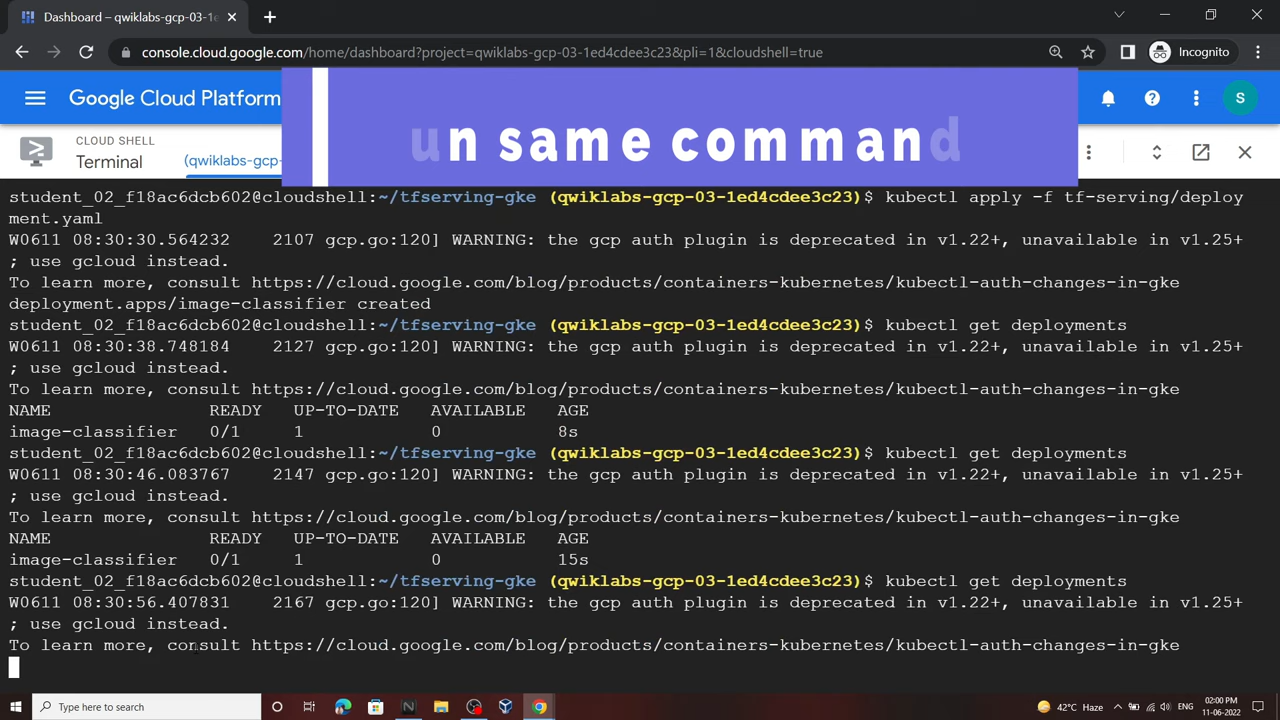 Dashboard – qwiklabs-gcp-03-1e
console.cloud.google.com/home/dashboard?project=qwiklabs-gcp-03-1ed4cdee3c23&pli=1&cloudshell=true
Incognito
Google Cloud Platform
S
un same command
CLOUD SHELL
Terminal
(qwiklabs-gcp-
student_02_f18ac6dcb602@cloudshell:~/tfserving-gke (qwiklabs-gcp-03-1ed4cdee3c23)$ kubectl apply -f tf-serving/deploy
ment.yaml
W0611 08:30:30.564232    2107 gcp.go:120] WARNING: the gcp auth plugin is deprecated in v1.22+, unavailable in v1.25+
; use gcloud instead.
To learn more, consult https://cloud.google.com/blog/products/containers-kubernetes/kubectl-auth-changes-in-gke
deployment.apps/image-classifier created
student_02_f18ac6dcb602@cloudshell:~/tfserving-gke (qwiklabs-gcp-03-1ed4cdee3c23)$ kubectl get deployments
W0611 08:30:38.748184    2127 gcp.go:120] WARNING: the gcp auth plugin is deprecated in v1.22+, unavailable in v1.25+
; use gcloud instead.
To learn more, consult https://cloud.google.com/blog/products/containers-kubernetes/kubectl-auth-changes-in-gke
NAME               READY   UP-TO-DATE   AVAILABLE   AGE
image-classifier   0/1     1            0           8s
student_02_f18ac6dcb602@cloudshell:~/tfserving-gke (qwiklabs-gcp-03-1ed4cdee3c23)$ kubectl get deployments
W0611 08:30:46.083767    2147 gcp.go:120] WARNING: the gcp auth plugin is deprecated in v1.22+, unavailable in v1.25+
; use gcloud instead.
To learn more, consult https://cloud.google.com/blog/products/containers-kubernetes/kubectl-auth-changes-in-gke
NAME               READY   UP-TO-DATE   AVAILABLE   AGE
image-classifier   0/1     1            0           15s
student_02_f18ac6dcb602@cloudshell:~/tfserving-gke (qwiklabs-gcp-03-1ed4cdee3c23)$ kubectl get deployments
W0611 08:30:56.407831    2167 gcp.go:120] WARNING: the gcp auth plugin is deprecated in v1.22+, unavailable in v1.25+
; use gcloud instead.
To learn more, consult https://cloud.google.com/blog/products/containers-kubernetes/kubectl-auth-changes-in-gke
Type here to search
42°C Haze
ENG
02:00 PM
11-06-2022